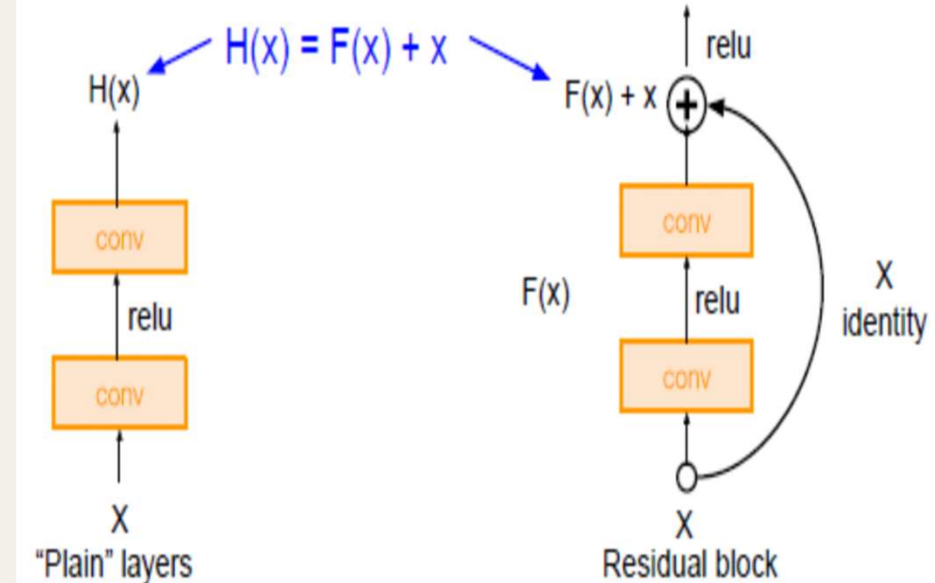 H(x) = F(x) + x
H(x)
conv
relu
conv
X
"Plain" layers
relu
F(x) + x
+
conv
F(x)
relu
X
identity
conv
X
Residual block